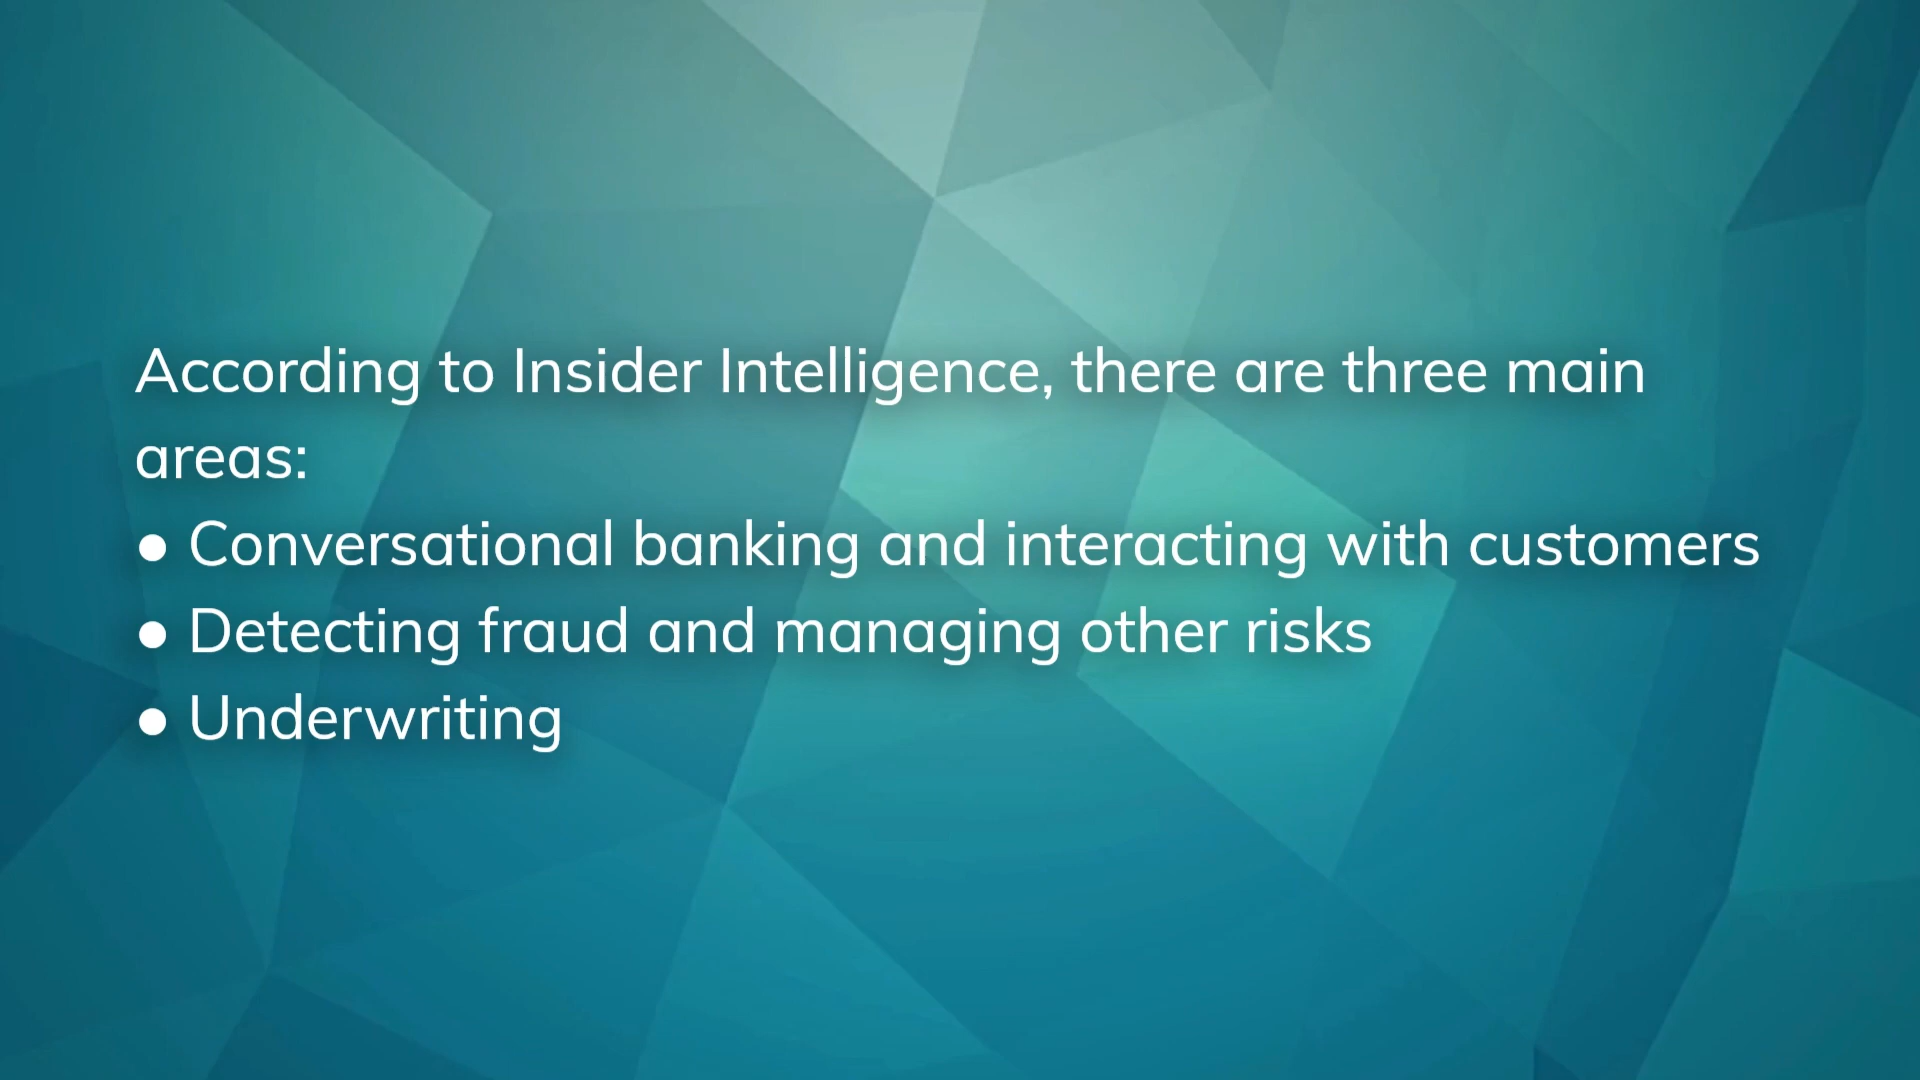 According to Insider Intelligence, there are three main
areas:
● Conversational banking and interacting with customers
● Detecting fraud and managing other risks
● Underwriting